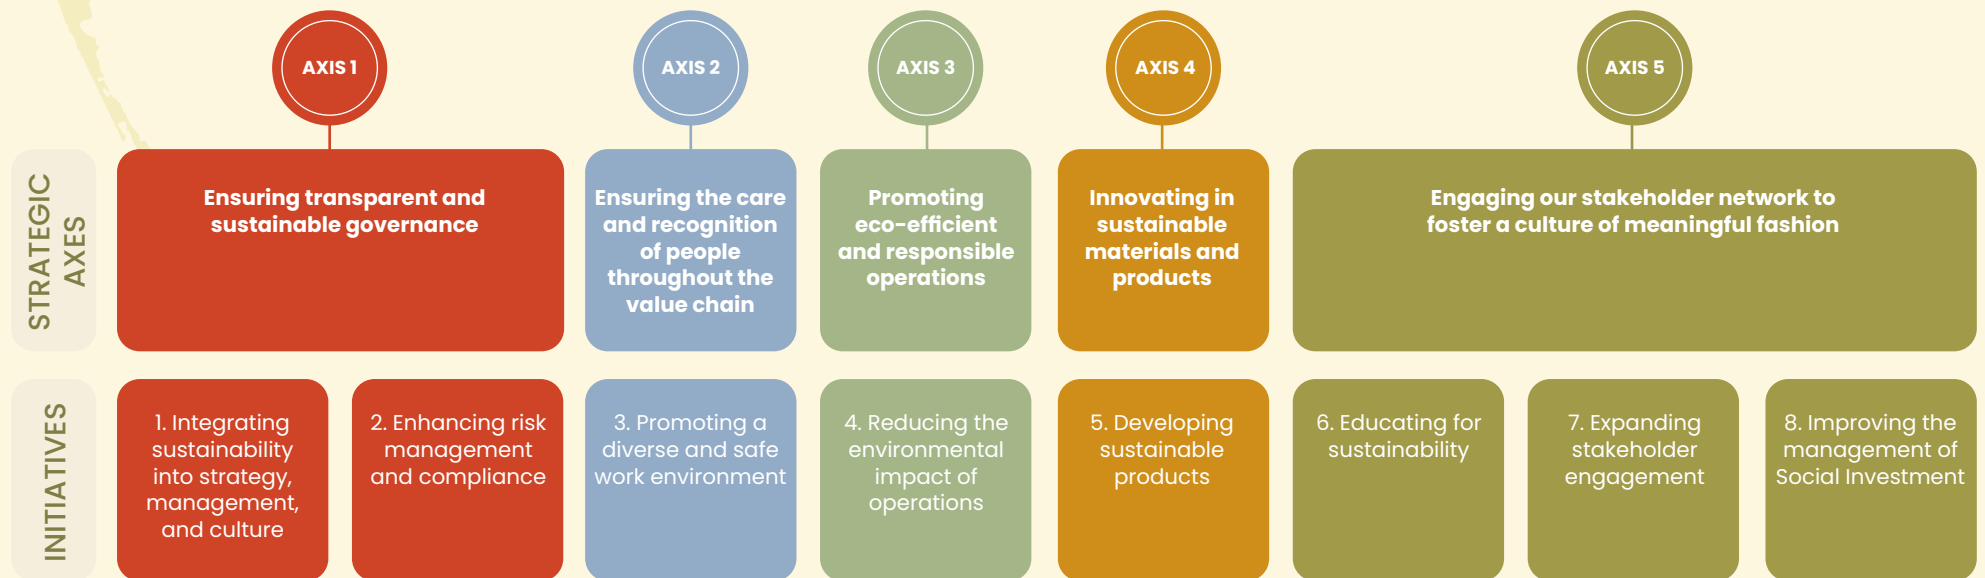 AXIS 1
AXIS 2
AXIS 3
AXIS 4
AXIS 5
STRATEGIC
AXES
Ensuring transparent and
sustainable governance
Ensuring the care
and recognition
of people
throughout the
value chain
Promoting
eco-efficient
and responsible
operations
Innovating in
sustainable
materials and
products
Engaging our stakeholder network to
foster a culture of meaningful fashion
INITIATIVES
1. Integrating
sustainability
into strategy,
management,
and culture
2. Enhancing risk
management
and compliance
3. Promoting a
diverse and safe
work environment
4. Reducing the
environmental
impact of
operations
5. Developing
sustainable
products
6. Educating for
sustainability
7. Expanding
stakeholder
engagement
8. Improving the
management of
Social Investment